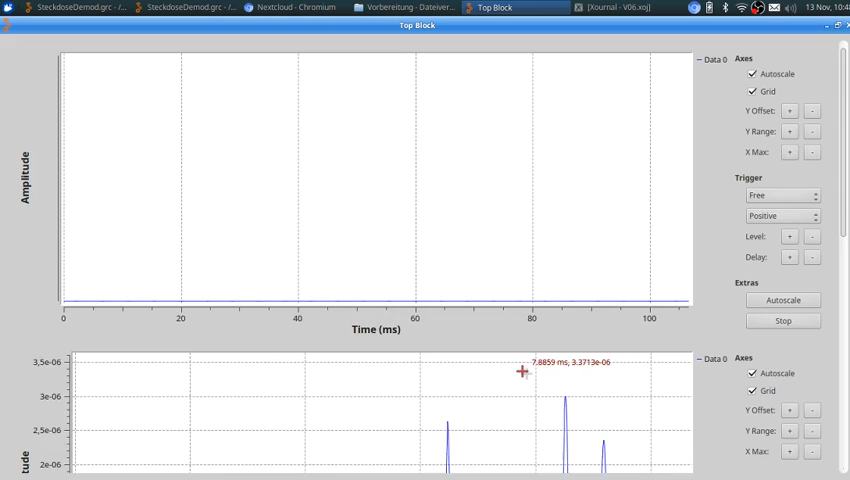 SteckdoseDemod.grc - /...
SteckdoseDemod.grc - /...
Nextcloud - Chromium
Vorbereitung - Dateiver...
Top Block
[Xournal - V06.xoj]
13 Nov, 10:4
Top Block
Amplitude
0
20
40
60
80
100
Time (ms)
Data 0
Axes
Autoscale
Grid
Y Offset:
+
-
Y Range:
+
-
X Max:
+
-
Trigger
Free
Positive
Level:
+
-
Delay:
+
-
Extras
Autoscale
Stop
3,5e-06
3e-06
2,5e-06
2e-06
tude
7.8859 ms, 3.3713e-06
Data 0
Axes
Autoscale
Grid
Y Offset:
+
-
Y Range:
+
-
X Max:
+
-